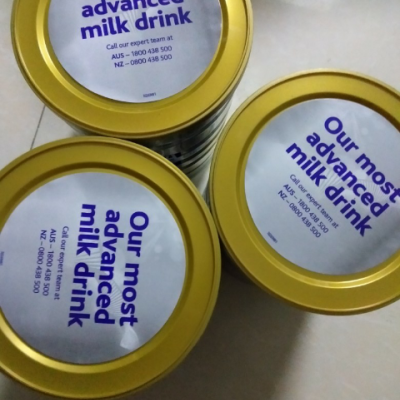 advanced
milk drink
Call our expert team at
AUS – 1800 438 500
NZ – 0800 438 500
Our most
advanced
milk drink
Call our expert team at
AUS – 1800 438 500
NZ – 0800 438 500
Our most
advanced
milk drink
Call our expert team at
AUS – 1800 438 500
NZ – 0800 438 500